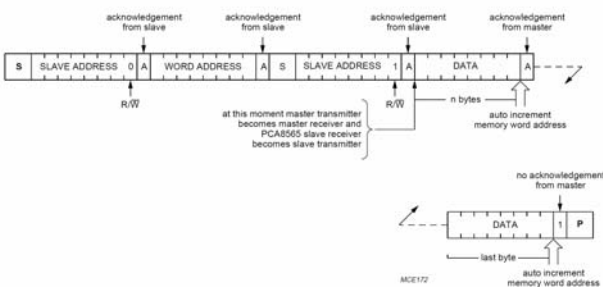 acknowledgement
from slave
acknowledgement
from slave
acknowledgement
from slave
acknowledgement
from master
S SLAVE ADDRESS 0 A WORD ADDRESS A S SLAVE ADDRESS 1 A DATA A
R/W̅
R/W̅
n bytes
at this moment master transmitter
becomes master receiver and
PCA8565 slave receiver
becomes slave transmitter
auto increment
memory word address
no acknowledgement
from master
DATA 1 P
last byte
auto increment
memory word address
MCE172